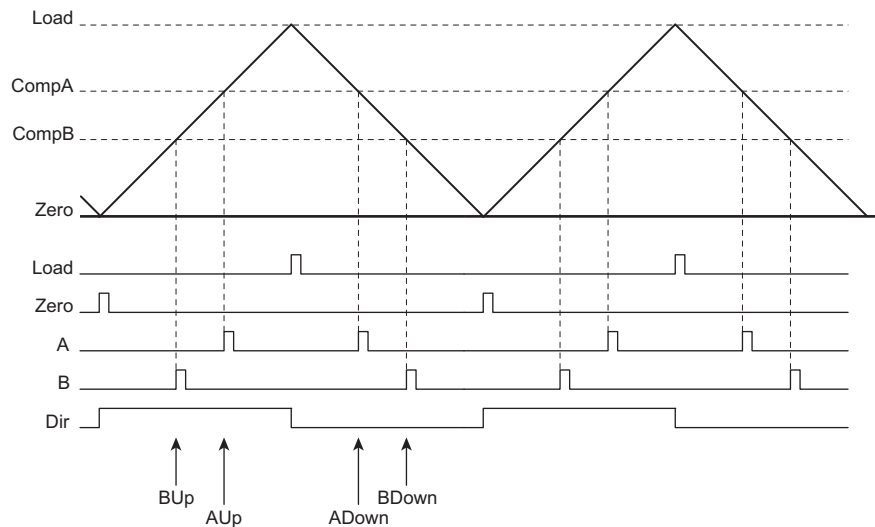 Load
CompA
CompB
Zero
Load
Zero
A
B
Dir
BUp
BDown
AUp
ADown